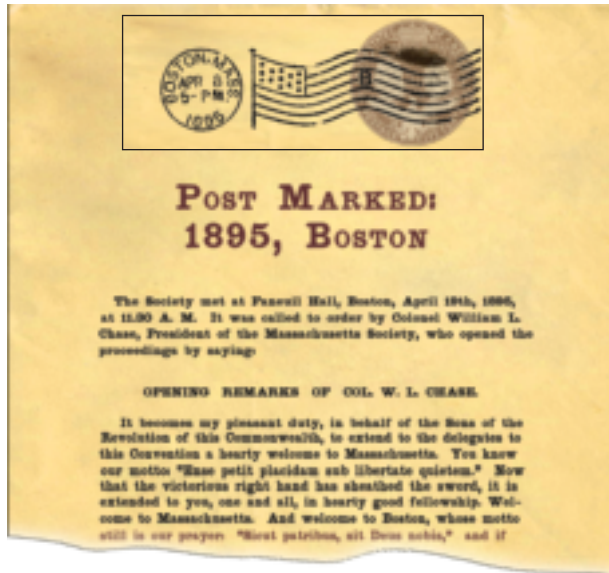 BOSTON, MASS.
APR 8
5- PM
1895
B
POST MARKED:
1895, BOSTON
The Society met at Faneuil Hall, Boston, April 19th, 1895,
at 11.30 A. M. It was called to order by Colonel William L.
Chase, President of the Massachusetts Society, who opened the
proceedings by saying:
OPENING REMARKS OF COL. W. L. CHASE.
It becomes my pleasant duty, in behalf of the Sons of the
Revolution of this Commonwealth, to extend to the delegates to
this Convention a hearty welcome to Massachusetts. You know
our motto: "Ense petit placidam sub libertate quietem." Now
that the victorious right hand has sheathed the sword, it is
extended to you, one and all, in hearty good fellowship. Wel-
come to Massachusetts. And welcome to Boston, whose motto
still is our prayer: "Sicut patribus, sit Deus nobis," and if